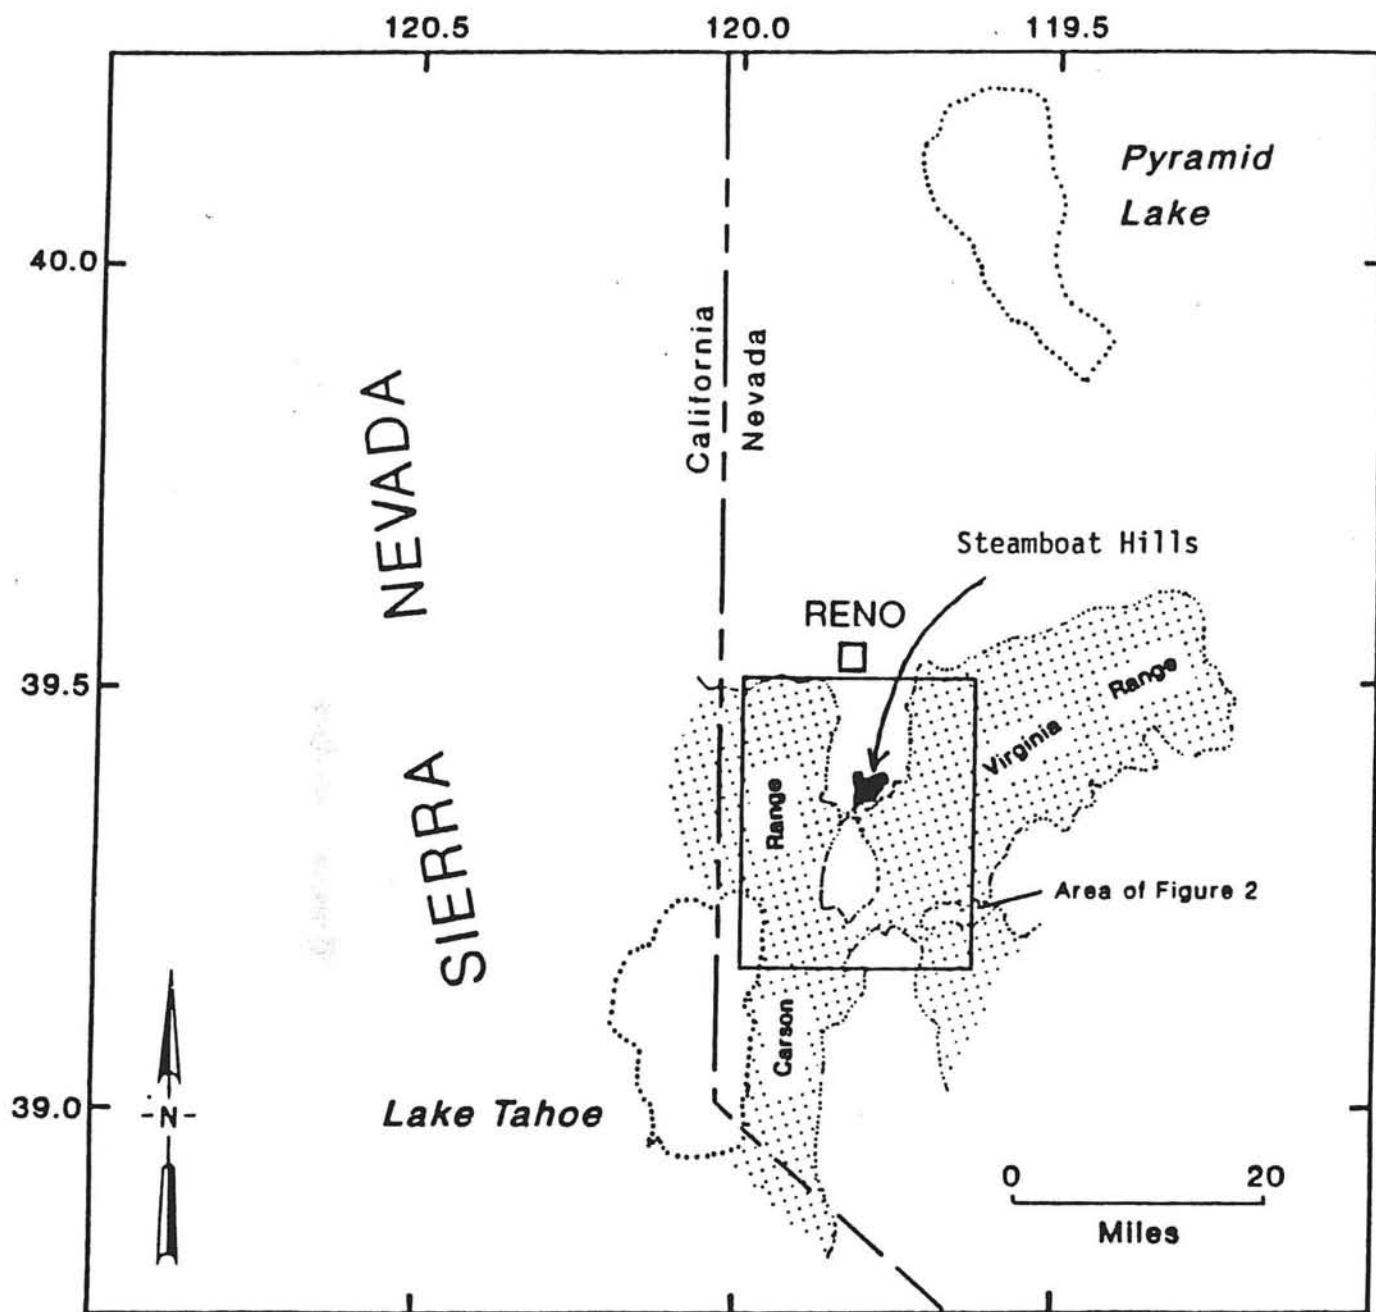 120.5 120.0 119.5
Pyramid
Lake
40.0
California
Nevada
NEVADA
Steamboat Hills
RENO
39.5
Range
Virginia
Range
SIERRA
Area of Figure 2
Carson
39.0
-N-
Lake Tahoe
0 20
Miles